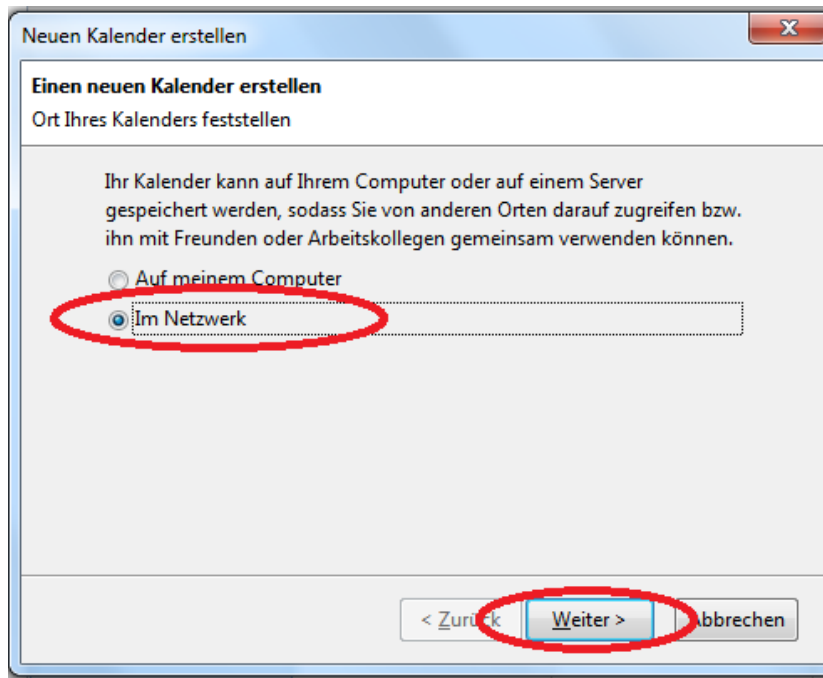 Neuen Kalender erstellen
Einen neuen Kalender erstellen
Ort Ihres Kalenders feststellen
Ihr Kalender kann auf Ihrem Computer oder auf einem Server
gespeichert werden, sodass Sie von anderen Orten darauf zugreifen bzw.
ihn mit Freunden oder Arbeitskollegen gemeinsam verwenden können.
Auf meinem Computer
Im Netzwerk
< Zurück Weiter > Abbrechen